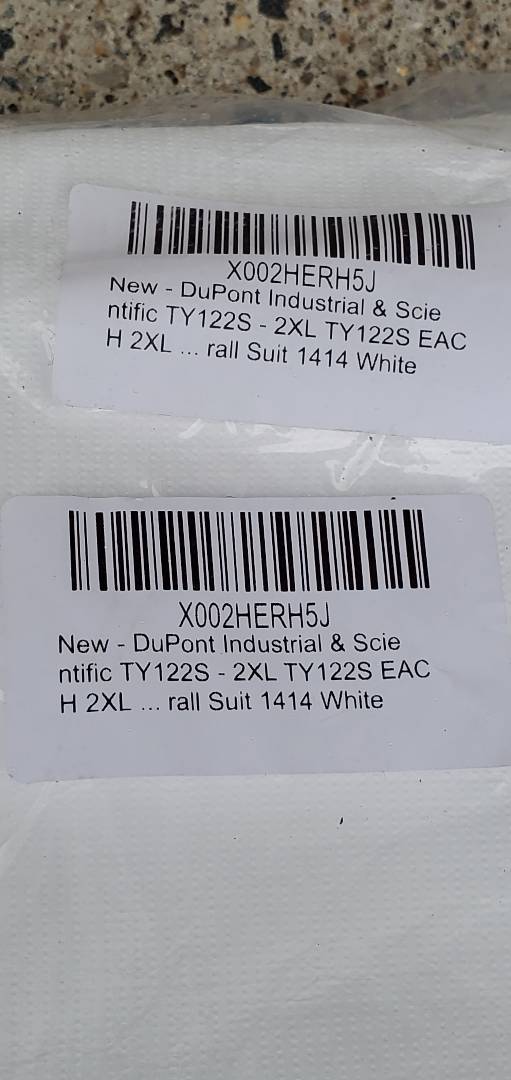 X002HERH5J
New - DuPont Industrial & Scie
ntific TY122S - 2XL TY122S EAC
H 2XL ... rall Suit 1414 White
X002HERH5J
New - DuPont Industrial & Scie
ntific TY122S - 2XL TY122S EAC
H 2XL ... rall Suit 1414 White